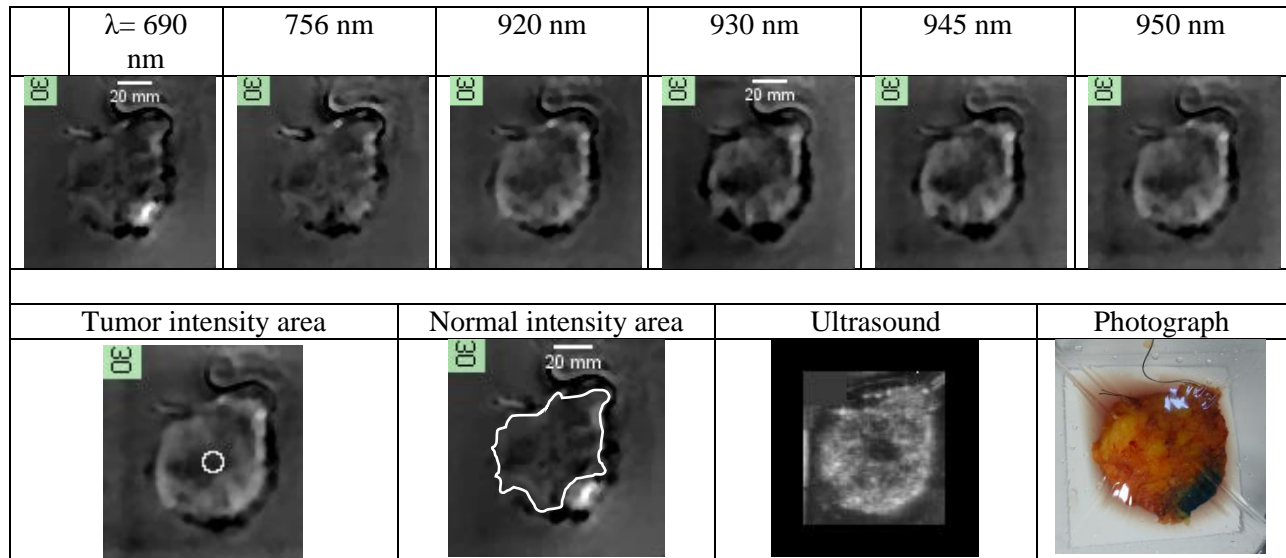 λ= 690 nm 756 nm 920 nm 930 nm 945 nm 950 nm
30 20 mm 30 30 30 20 mm 30 30
Tumor intensity area Normal intensity area Ultrasound Photograph
30 30 20 mm